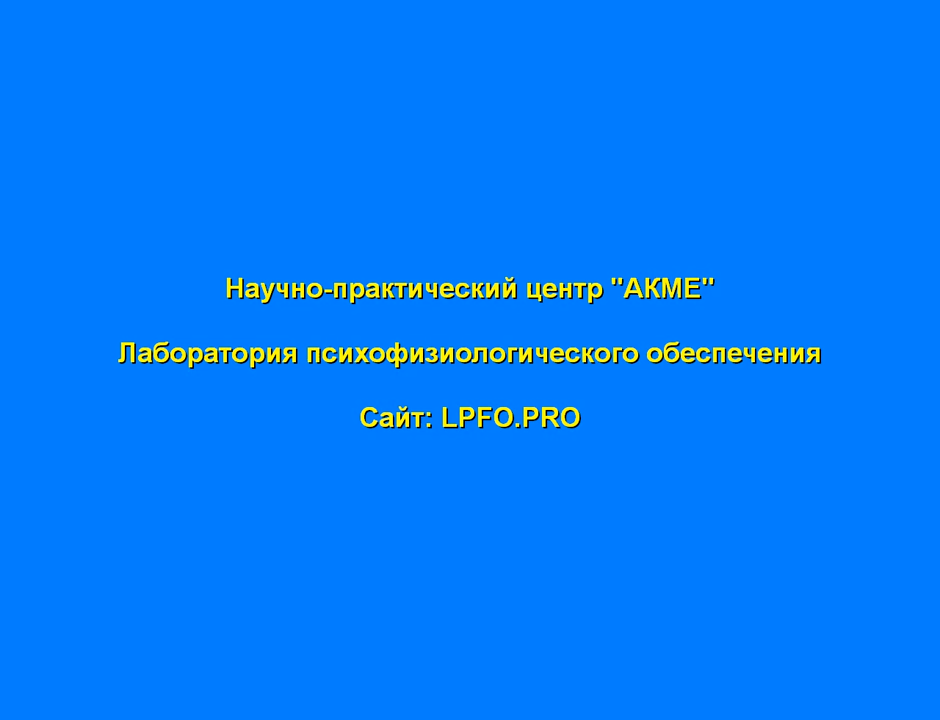 Научно-практический центр "АКМЕ"
Лаборатория психофизиологического обеспечения
Сайт: LPFO.PRO